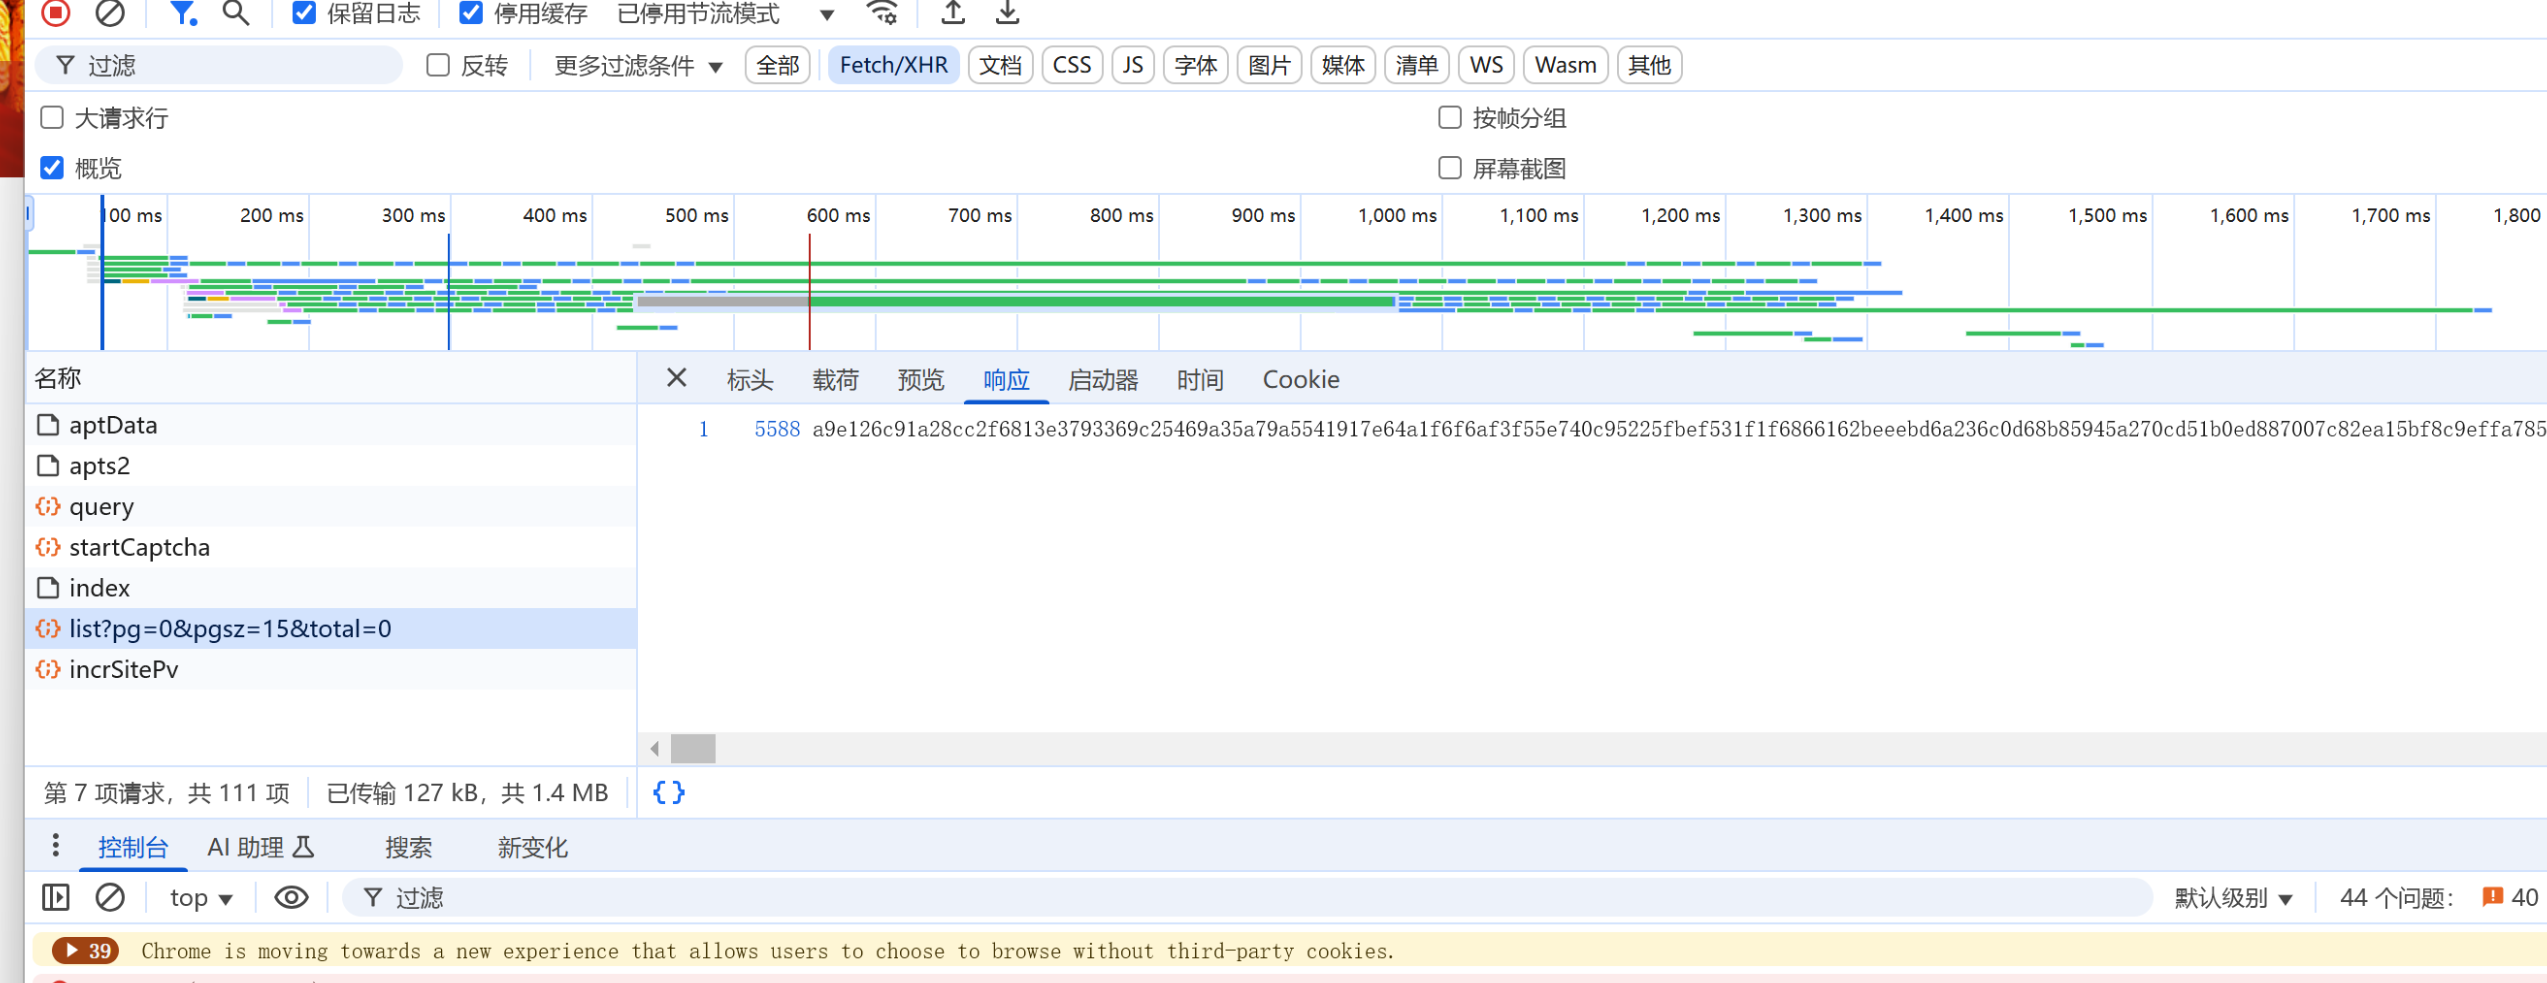 保留日志 停用缓存 已停用节流模式
过滤 反转 更多过滤条件 全部 Fetch/XHR 文档 CSS JS 字体 图片 媒体 清单 WS Wasm 其他
大请求行 按帧分组
概览 屏幕截图
100 ms 200 ms 300 ms 400 ms 500 ms 600 ms 700 ms 800 ms 900 ms 1,000 ms 1,100 ms 1,200 ms 1,300 ms 1,400 ms 1,500 ms 1,600 ms 1,700 ms 1,800
名称 标头 载荷 预览 响应 启动器 时间 Cookie
1 5588 a9e126c91a28cc2f6813e3793369c25469a35a79a5541917e64a1f6f6af3f55e740c95225fbef531f1f6866162beeebd6a236c0d68b85945a270cd51b0ed887007c82ea15bf8c9effa785
aptData
apts2
query
startCaptcha
index
list?pg=0&pgsz=15&total=0
incrSitePv
第 7 项请求，共 111 项 已传输 127 kB，共 1.4 MB {}
控制台 AI 助理 搜索 新变化
top 过滤 默认级别 44 个问题： 40
39 Chrome is moving towards a new experience that allows users to choose to browse without third-party cookies.